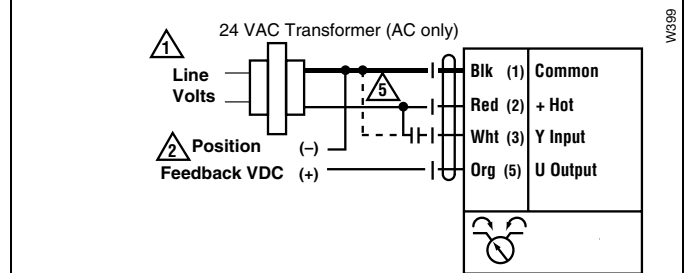 24 VAC Transformer (AC only)
W399
1
Line
Volts
5
Blk (1) Common
Red (2) + Hot
Wht (3) Y Input
Org (5) U Output
2 Position (–)
Feedback VDC (+)